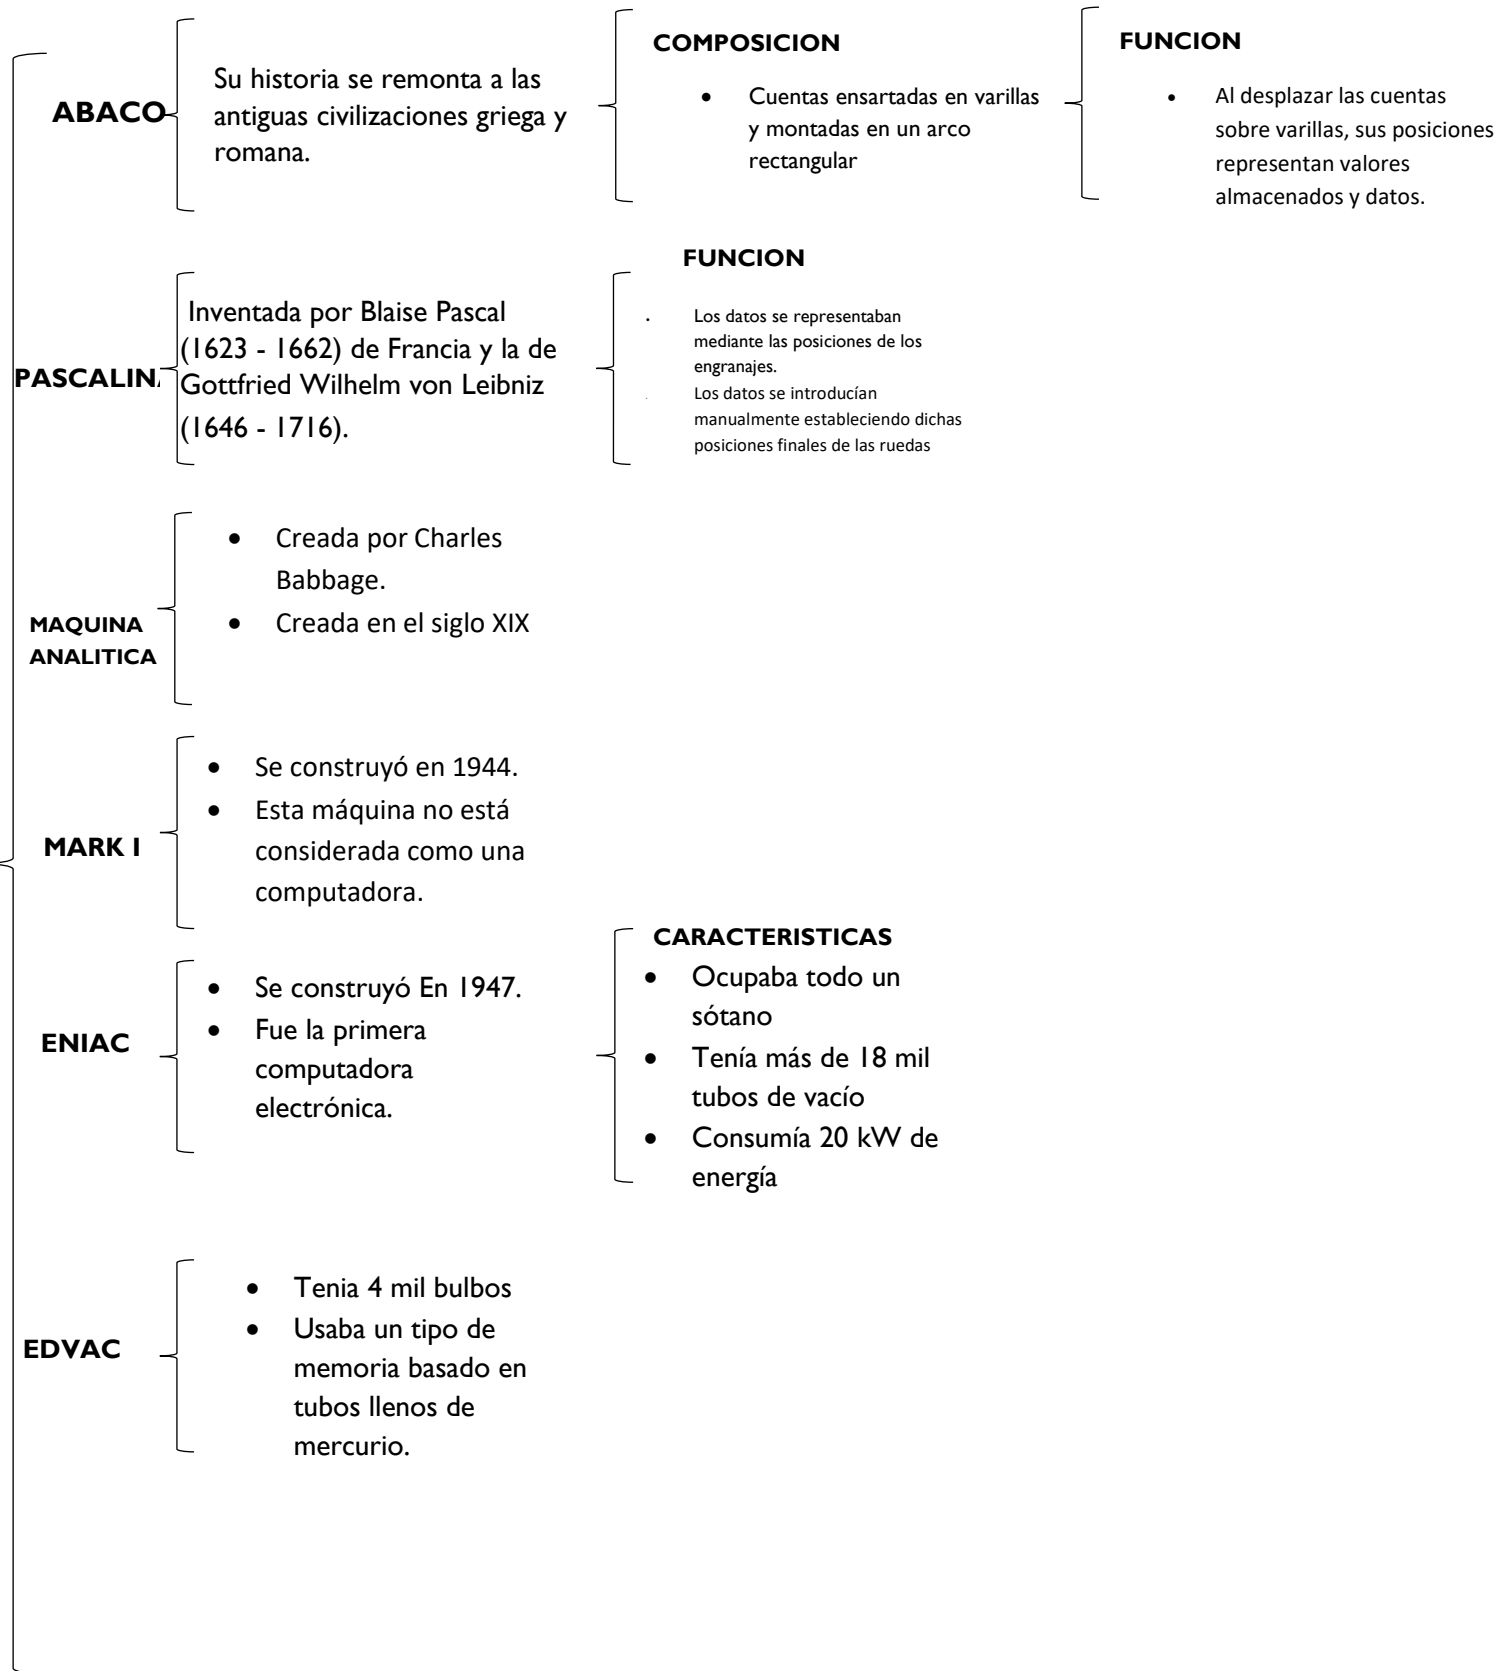 ABACO
Su historia se remonta a las
antiguas civilizaciones griega y
romana.
COMPOSICION
• Cuentas ensartadas en varillas
y montadas en un arco
rectangular
FUNCION
• Al desplazar las cuentas
sobre varillas, sus posiciones
representan valores
almacenados y datos.
PASCALIN
Inventada por Blaise Pascal
(1623 - 1662) de Francia y la de
Gottfried Wilhelm von Leibniz
(1646 - 1716).
FUNCION
. Los datos se representaban
mediante las posiciones de los
engranajes.
. Los datos se introducían
manualmente estableciendo dichas
posiciones finales de las ruedas
MAQUINA
ANALITICA
• Creada por Charles
Babbage.
• Creada en el siglo XIX
MARK I
• Se construyó en 1944.
• Esta máquina no está
considerada como una
computadora.
ENIAC
• Se construyó En 1947.
• Fue la primera
computadora
electrónica.
CARACTERISTICAS
• Ocupaba todo un
sótano
• Tenía más de 18 mil
tubos de vacío
• Consumía 20 kW de
energía
EDVAC
• Tenia 4 mil bulbos
• Usaba un tipo de
memoria basado en
tubos llenos de
mercurio.